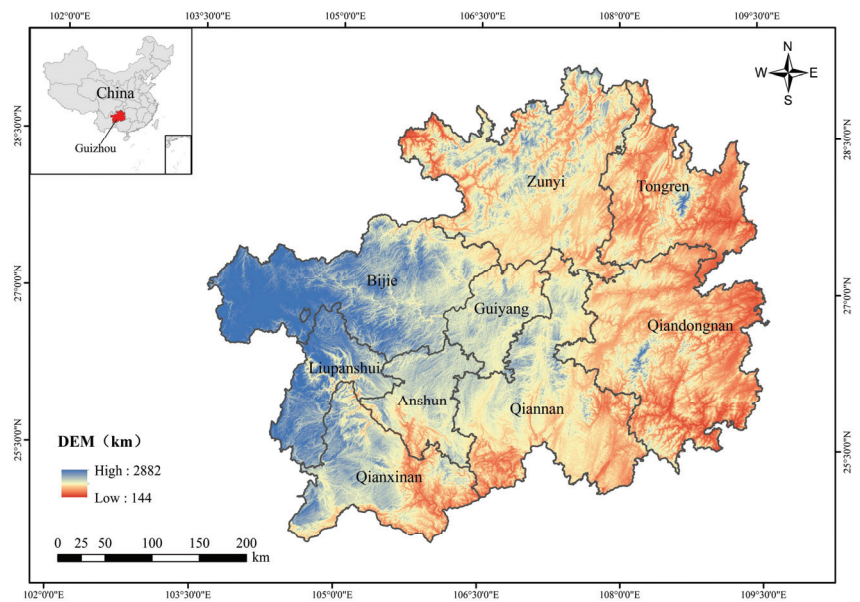 102°0'0"E 103°30'0"E 105°0'0"E 106°30'0"E 108°0'0"E 109°30'0"E
China
Guizhou
N
W E
S
28°30'0"N 28°30'0"N
Zunyi
Tongren
Bijie
27°0'0"N 27°0'0"N
Guiyang
Qiandongnan
Liupanshui
Anshun
Qiannan
25°30'0"N 25°30'0"N
DEM（km）
High : 2882
Low : 144
Qianxinan
0 25 50 100 150 200
km
102°0'0"E 103°30'0"E 105°0'0"E 106°30'0"E 108°0'0"E 109°30'0"E